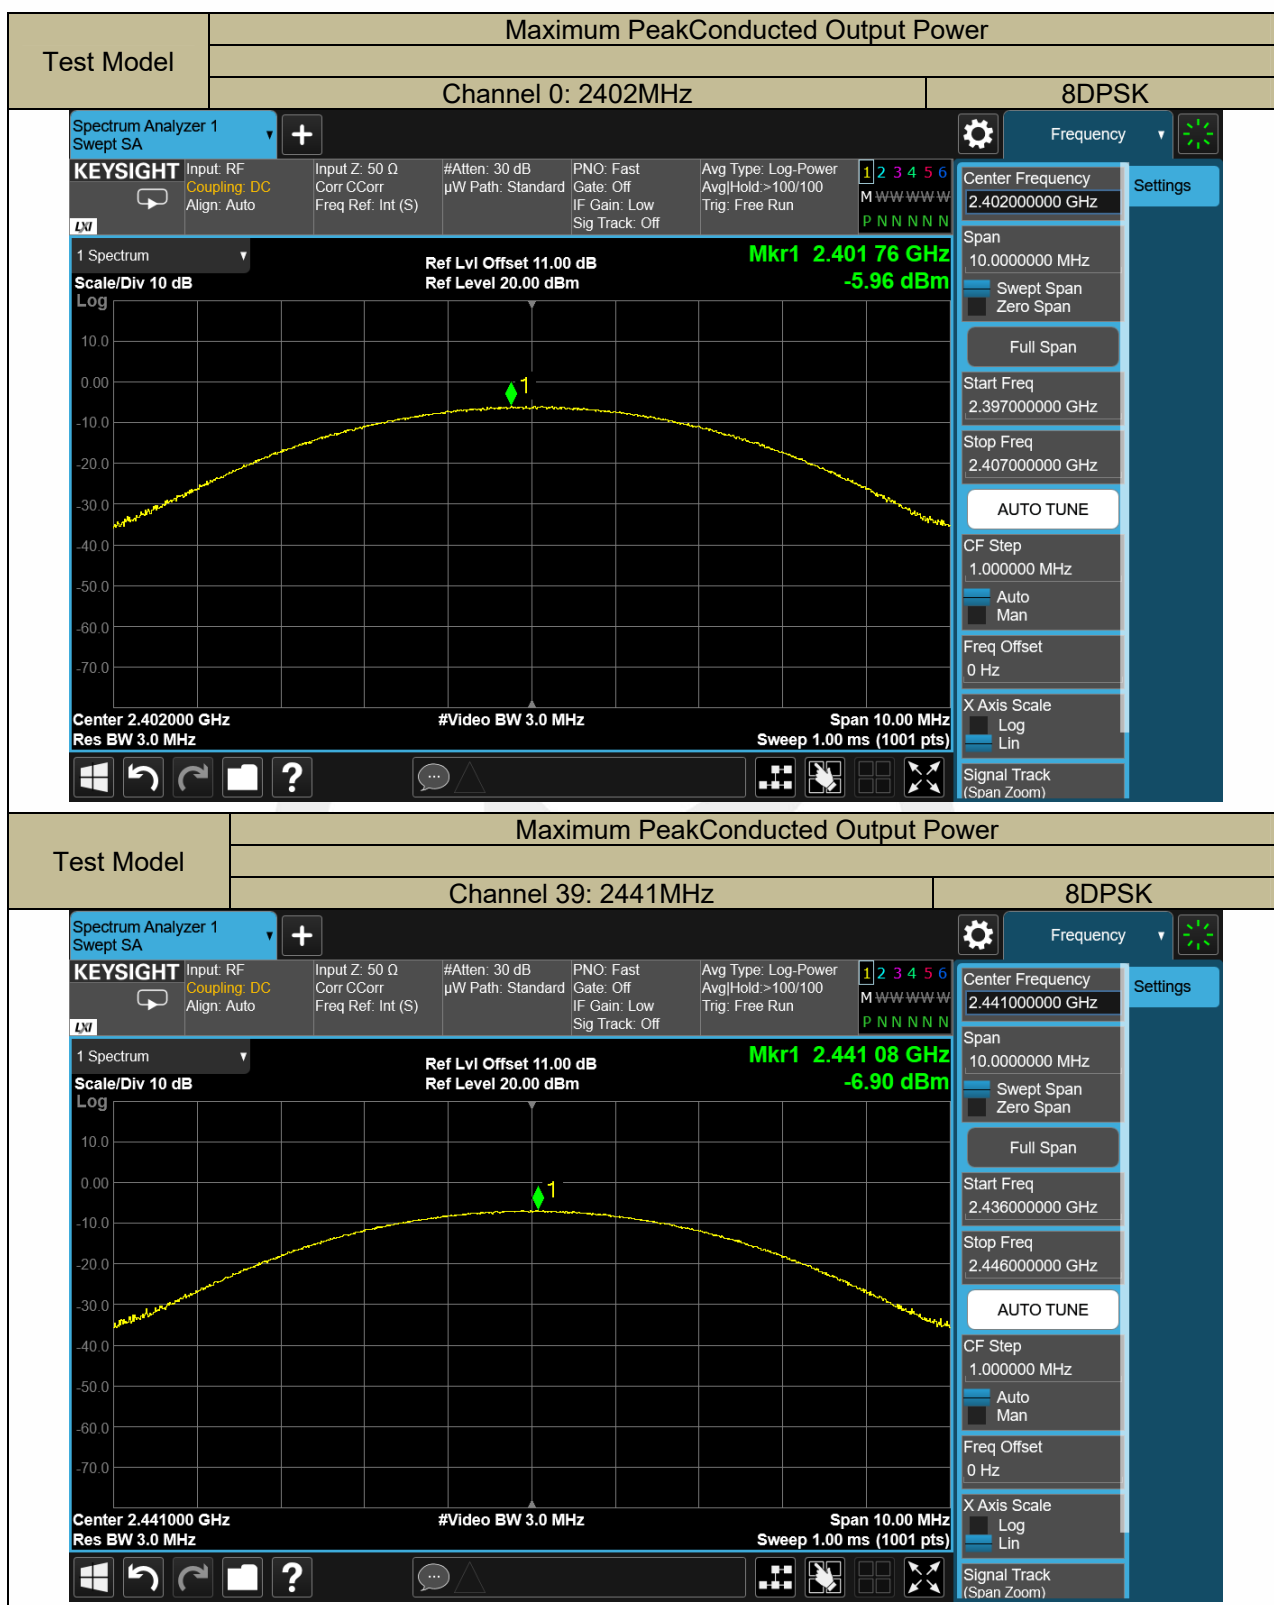 Test Model
Maximum PeakConducted Output Power
Channel 0: 2402MHz
8DPSK
Spectrum Analyzer 1
Swept SA
Frequency
KEYSIGHT
LXI
Input: RF
Coupling: DC
Align: Auto
Input Z: 50 Ω
Corr CCorr
Freq Ref: Int (S)
#Atten: 30 dB
µW Path: Standard
PNO: Fast
Gate: Off
IF Gain: Low
Sig Track: Off
Avg Type: Log-Power
Avg|Hold:>100/100
Trig: Free Run
1 2 3 4 5 6
M W W W W W
P N N N N N
1 Spectrum
Scale/Div 10 dB
Log
Ref Lvl Offset 11.00 dB
Ref Level 20.00 dBm
Mkr1 2.401 76 GHz
-5.96 dBm
1
10.0
0.00
-10.0
-20.0
-30.0
-40.0
-50.0
-60.0
-70.0
Center 2.402000 GHz
Res BW 3.0 MHz
#Video BW 3.0 MHz
Span 10.00 MHz
Sweep 1.00 ms (1001 pts)
Center Frequency
2.402000000 GHz
Span
10.0000000 MHz
Swept Span
Zero Span
Full Span
Start Freq
2.397000000 GHz
Stop Freq
2.407000000 GHz
AUTO TUNE
CF Step
1.000000 MHz
Auto
Man
Freq Offset
0 Hz
X Axis Scale
Log
Lin
Signal Track
(Span Zoom)
Settings
?
Test Model
Maximum PeakConducted Output Power
Channel 39: 2441MHz
8DPSK
Spectrum Analyzer 1
Swept SA
Frequency
KEYSIGHT
LXI
Input: RF
Coupling: DC
Align: Auto
Input Z: 50 Ω
Corr CCorr
Freq Ref: Int (S)
#Atten: 30 dB
µW Path: Standard
PNO: Fast
Gate: Off
IF Gain: Low
Sig Track: Off
Avg Type: Log-Power
Avg|Hold:>100/100
Trig: Free Run
1 2 3 4 5 6
M W W W W W
P N N N N N
1 Spectrum
Scale/Div 10 dB
Log
Ref Lvl Offset 11.00 dB
Ref Level 20.00 dBm
Mkr1 2.441 08 GHz
-6.90 dBm
1
10.0
0.00
-10.0
-20.0
-30.0
-40.0
-50.0
-60.0
-70.0
Center 2.441000 GHz
Res BW 3.0 MHz
#Video BW 3.0 MHz
Span 10.00 MHz
Sweep 1.00 ms (1001 pts)
Center Frequency
2.441000000 GHz
Span
10.0000000 MHz
Swept Span
Zero Span
Full Span
Start Freq
2.436000000 GHz
Stop Freq
2.446000000 GHz
AUTO TUNE
CF Step
1.000000 MHz
Auto
Man
Freq Offset
0 Hz
X Axis Scale
Log
Lin
Signal Track
(Span Zoom)
Settings
?